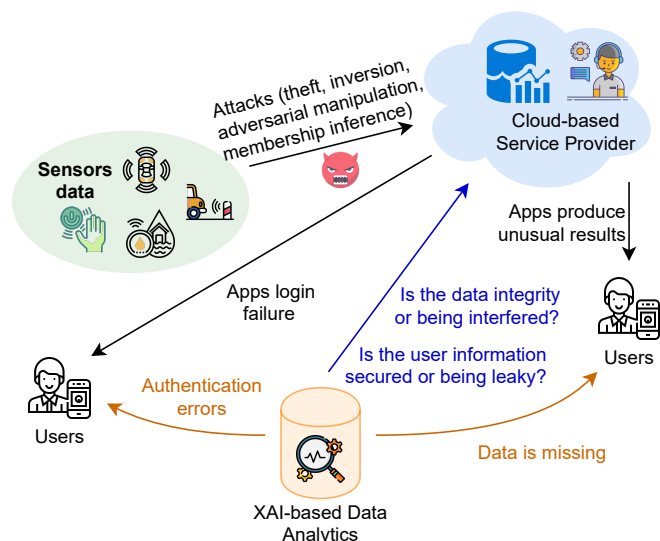 Attacks (theft, inversion,
adversarial manipulation,
membership inference)
Cloud-based
Service Provider
Sensors
data
Apps produce
unusual results
Apps login
failure
Is the data integrity
or being interfered?
Is the user information
secured or being leaky?
Users
Users
Authentication
errors
Data is missing
XAI-based Data
Analytics